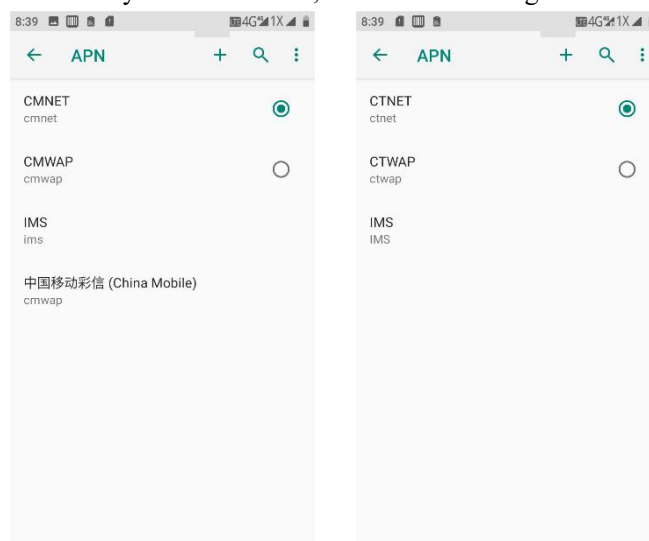 8:39
4G 1X
APN
CMNET
cmnet
CMWAP
cmwap
IMS
ims
中国移动彩信 (China Mobile)
cmwap
8:39
4G 1X
APN
CTNET
ctnet
CTWAP
ctwap
IMS
IMS